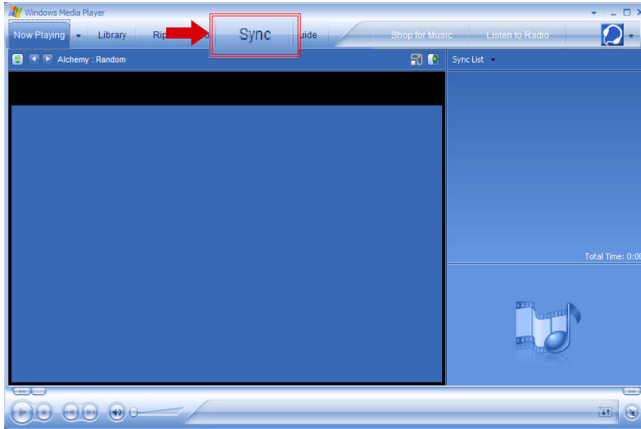 Windows Media Player
Now Playing Library Rip Sync uide Shop for Music Listen to Radio
Alchemy : Random Sync List
Total Time: 0:00